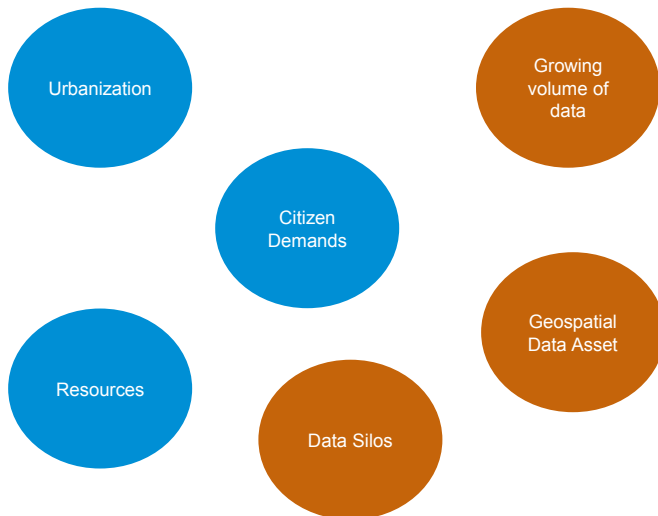 Urbanization
Growing
volume of
data
Citizen
Demands
Geospatial
Data Asset
Resources
Data Silos